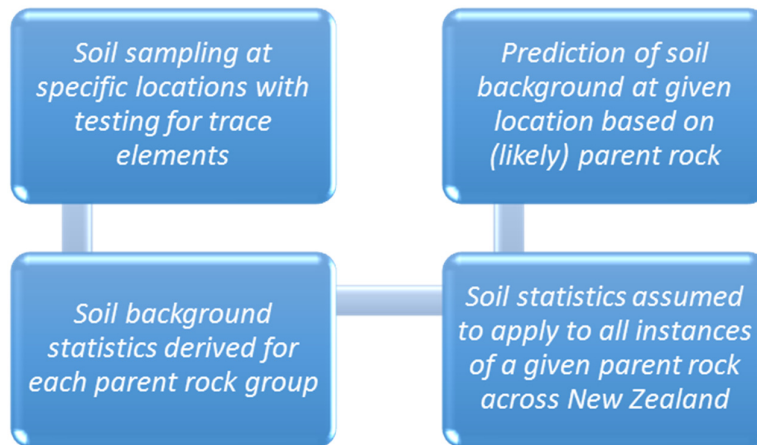 Soil sampling at
specific locations with
testing for trace
elements
Soil background
statistics derived for
each parent rock group
Soil statistics assumed
to apply to all instances
of a given parent rock
across New Zealand
Prediction of soil
background at given
location based on
(likely) parent rock